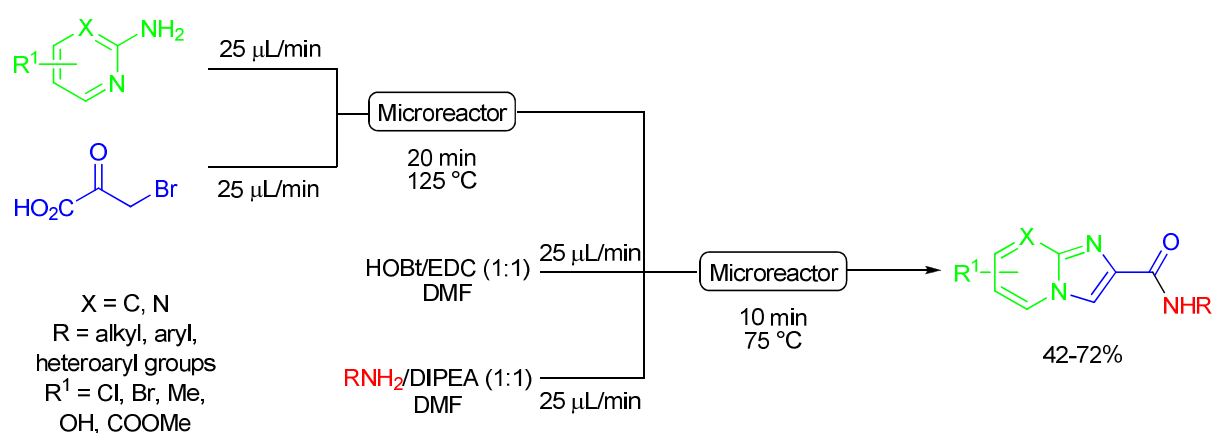 X
NH₂
R¹
N
25 μL/min
O
Br
HO₂C
25 μL/min
Microreactor
20 min
125 °C
HOBt/EDC (1:1)
DMF
25 μL/min
RNH₂/DIPEA (1:1)
DMF
25 μL/min
Microreactor
10 min
75 °C
X
N
O
R¹
N
NHR
42-72%
X = C, N
R = alkyl, aryl,
heteroaryl groups
R¹ = Cl, Br, Me,
OH, COOMe